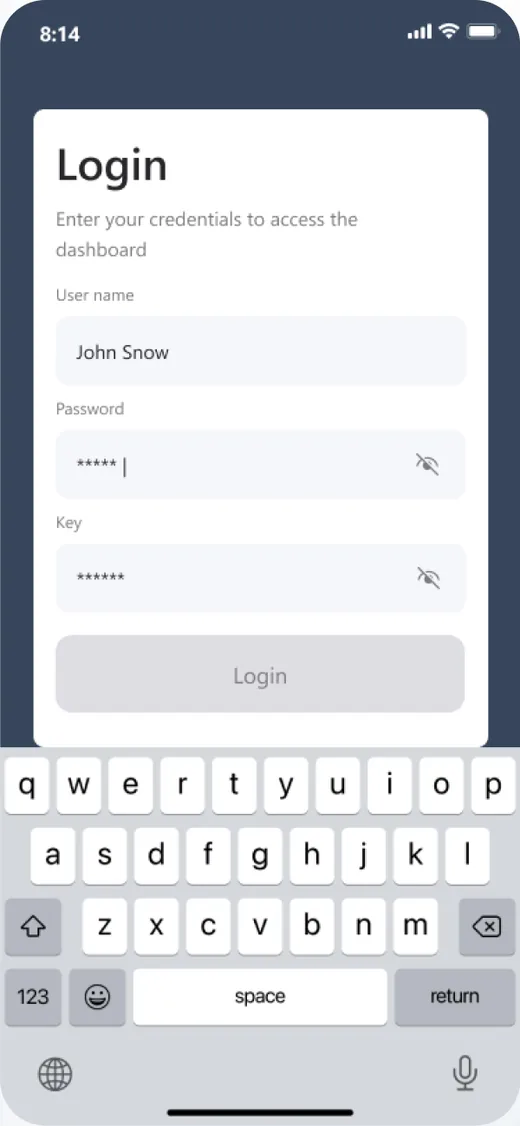 8:14
Login
Enter your credentials to access the
dashboard
User name
John Snow
Password
***** |
Key
******
Login
q w e r t y u i o p
a s d f g h j k l
z x c v b n m
123 space return